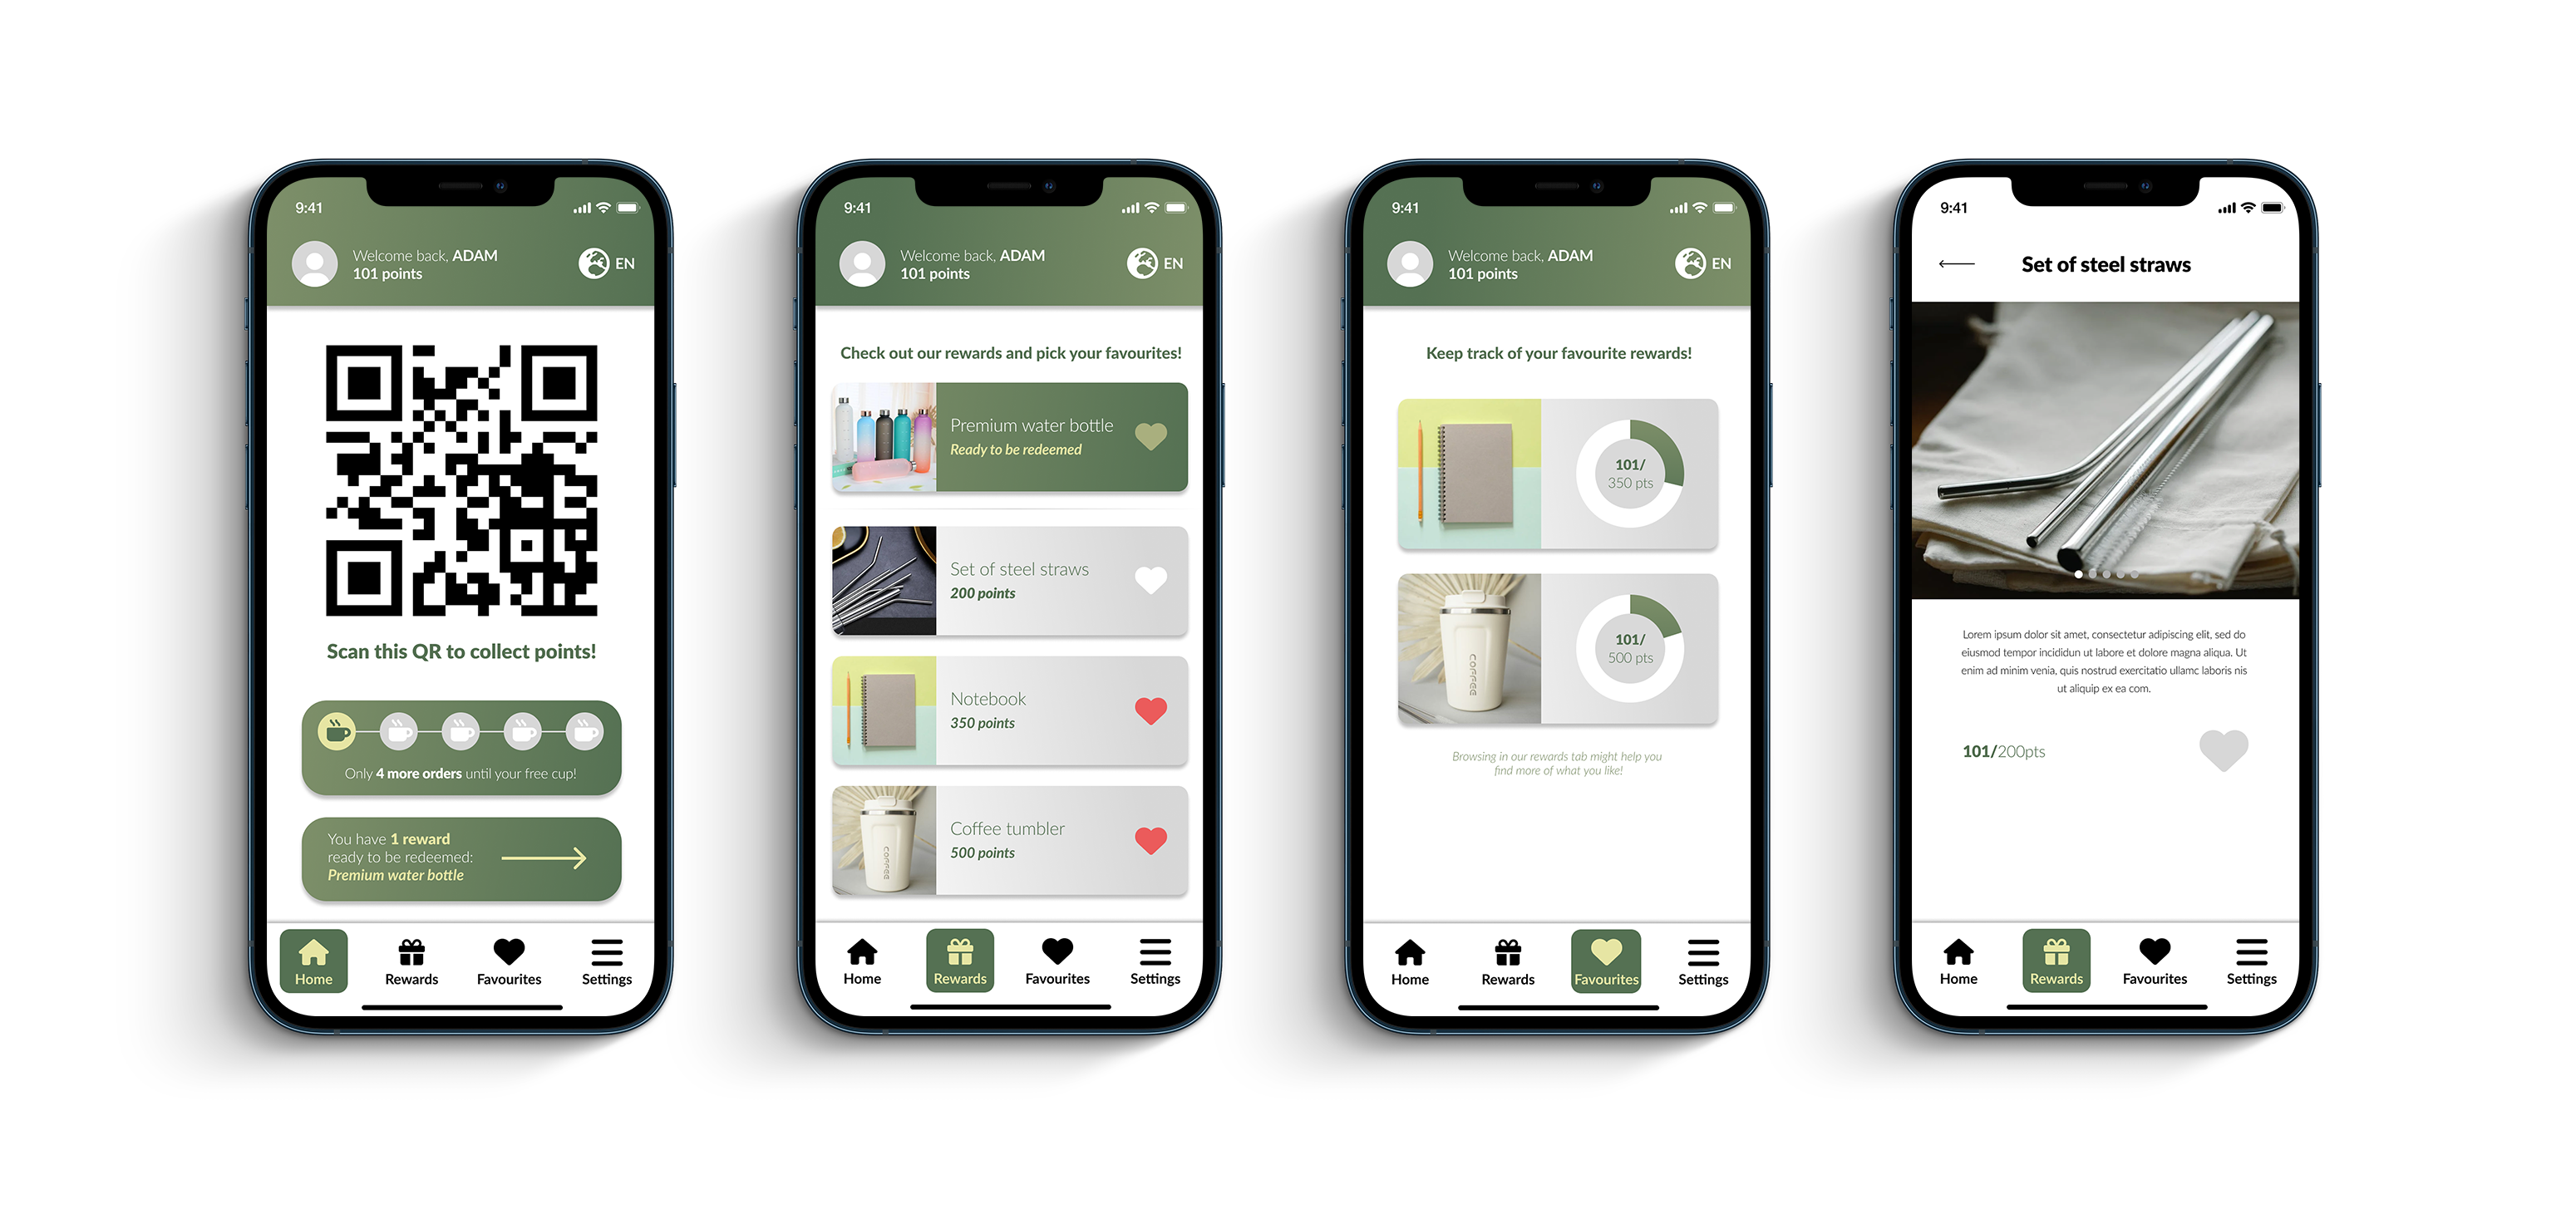 9:41
Welcome back, ADAM
101 points
EN
Scan this QR to collect points!
Only 4 more orders until your free cup!
You have 1 reward
ready to be redeemed:
Premium water bottle
Home
Rewards
Favourites
Settings
9:41
Welcome back, ADAM
101 points
EN
Check out our rewards and pick your favourites!
Premium water bottle
Ready to be redeemed
Set of steel straws
200 points
Notebook
350 points
COFFEE
Coffee tumbler
500 points
Home
Rewards
Favourites
Settings
9:41
Welcome back, ADAM
101 points
EN
Keep track of your favourite rewards!
101/
350 pts
COFFEE
101/
500 pts
Browsing in our rewards tab might help you
find more of what you like!
Home
Rewards
Favourites
Settings
9:41
Set of steel straws
Lorem ipsum dolor sit amet, consectetur adipiscing elit, sed do
eiusmod tempor incididun ut labore et dolore magna aliqua. Ut
enim ad minim venia, quis nostrud exercitatio ullamc laboris nis
ut aliquip ex ea com.
101/200pts
Home
Rewards
Favourites
Settings